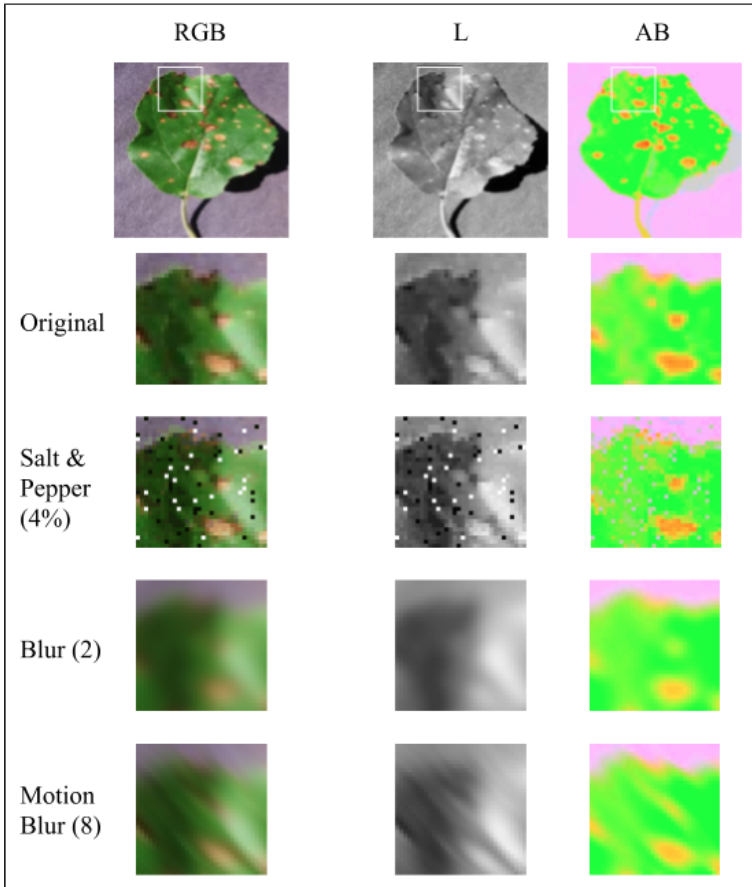 RGB L AB
Original
Salt &
Pepper
(4%)
Blur (2)
Motion
Blur (8)